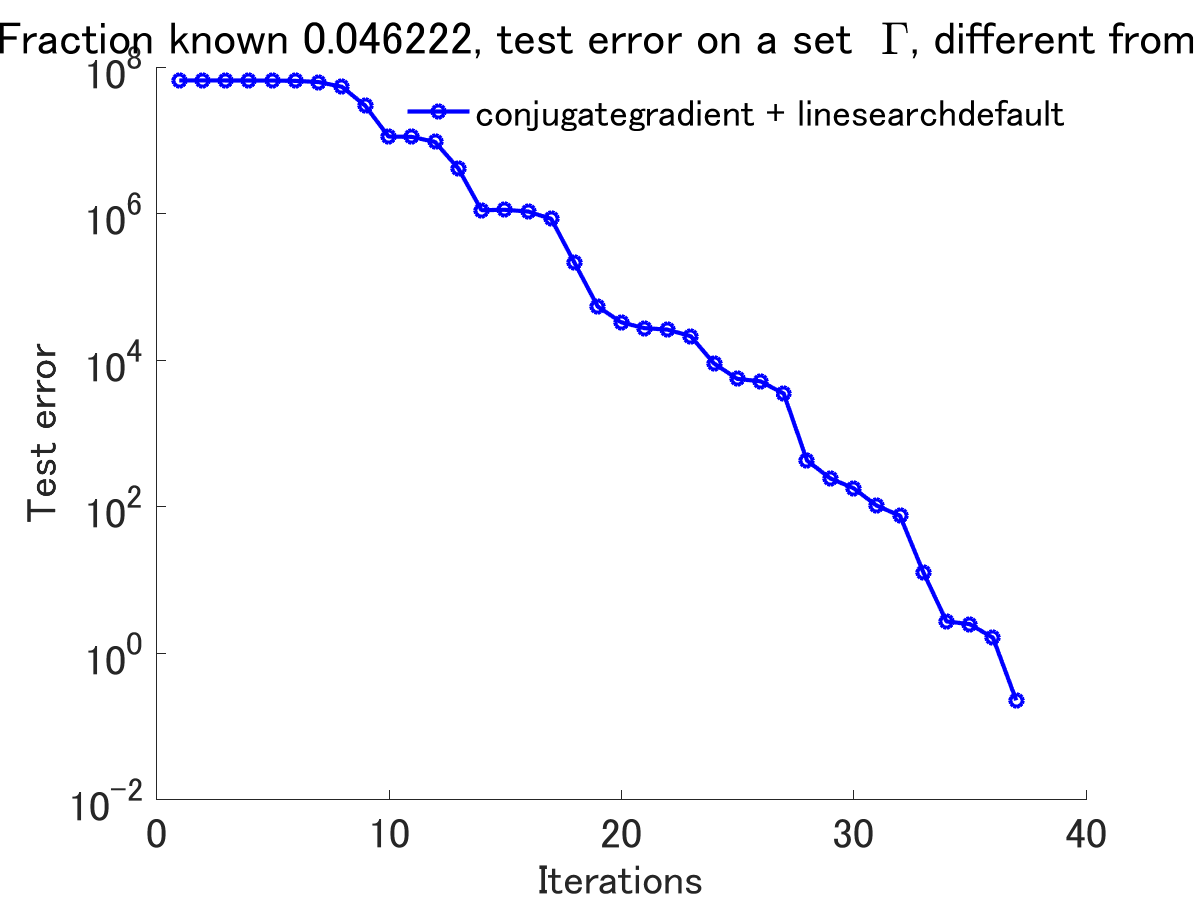 Fraction known 0.046222, test error on a set Γ, different from
10^8
conjugategradient + linesearchdefault
10^6
10^4
10^2
10^0
10^−2
Test error
0 10 20 30 40
Iterations